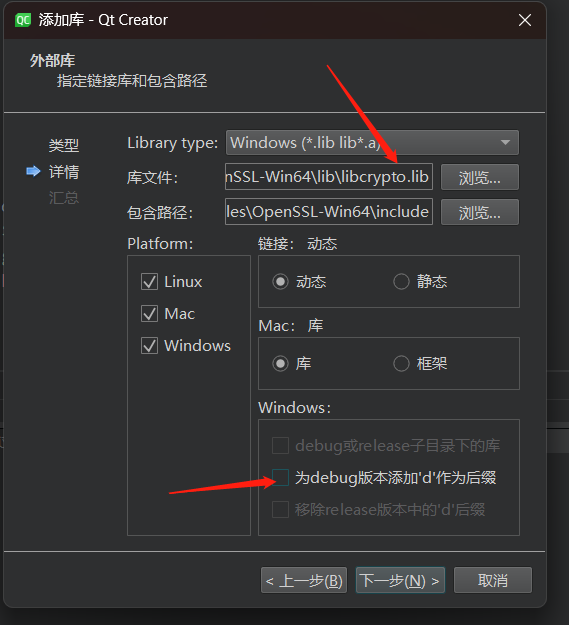 添加库 - Qt Creator
外部库
指定链接库和包含路径
类型
详情
汇总
Library type: Windows (*.lib lib*.a)
库文件: nSSL-Win64\lib\libcrypto.lib 浏览...
包含路径: les\OpenSSL-Win64\include 浏览...
Platform:
Linux
Mac
Windows
链接: 动态
动态 静态
Mac: 库
库 框架
Windows:
debug或release子目录下的库
为debug版本添加'd'作为后缀
移除release版本中的'd'后缀
< 上一步(B) 下一步(N) > 取消